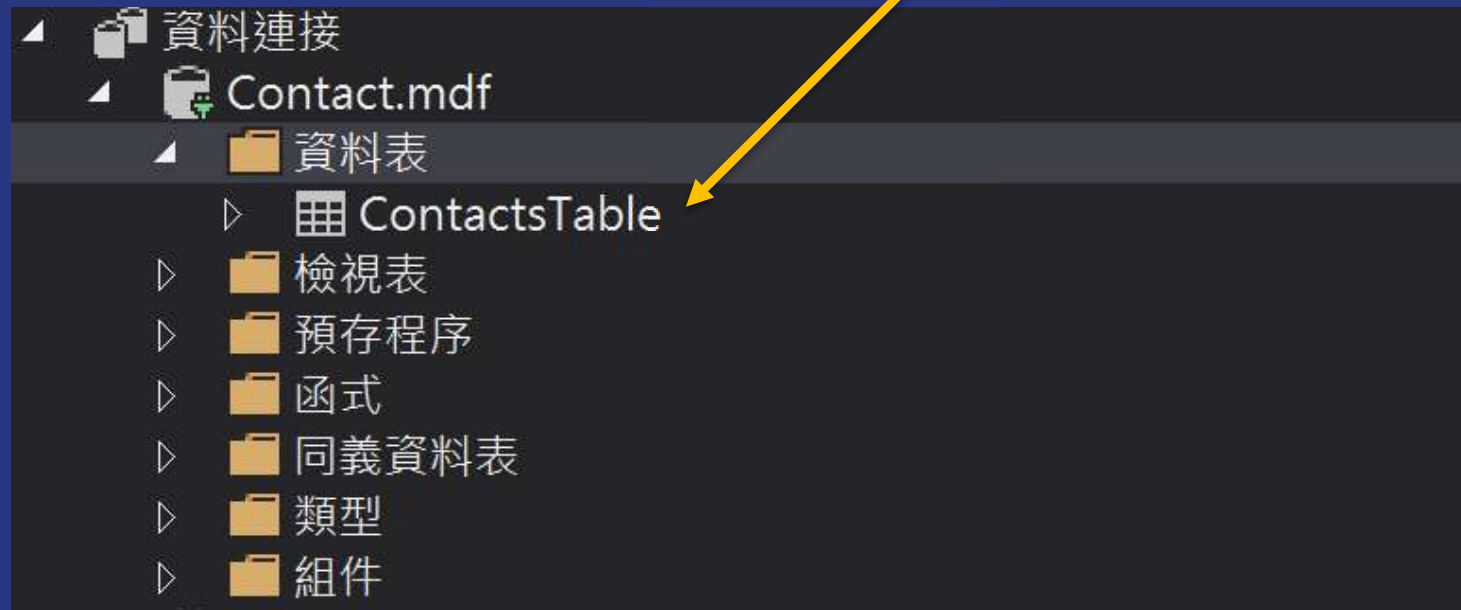 資料連接
Contact.mdf
資料表
ContactsTable
檢視表
預存程序
函式
同義資料表
類型
組件